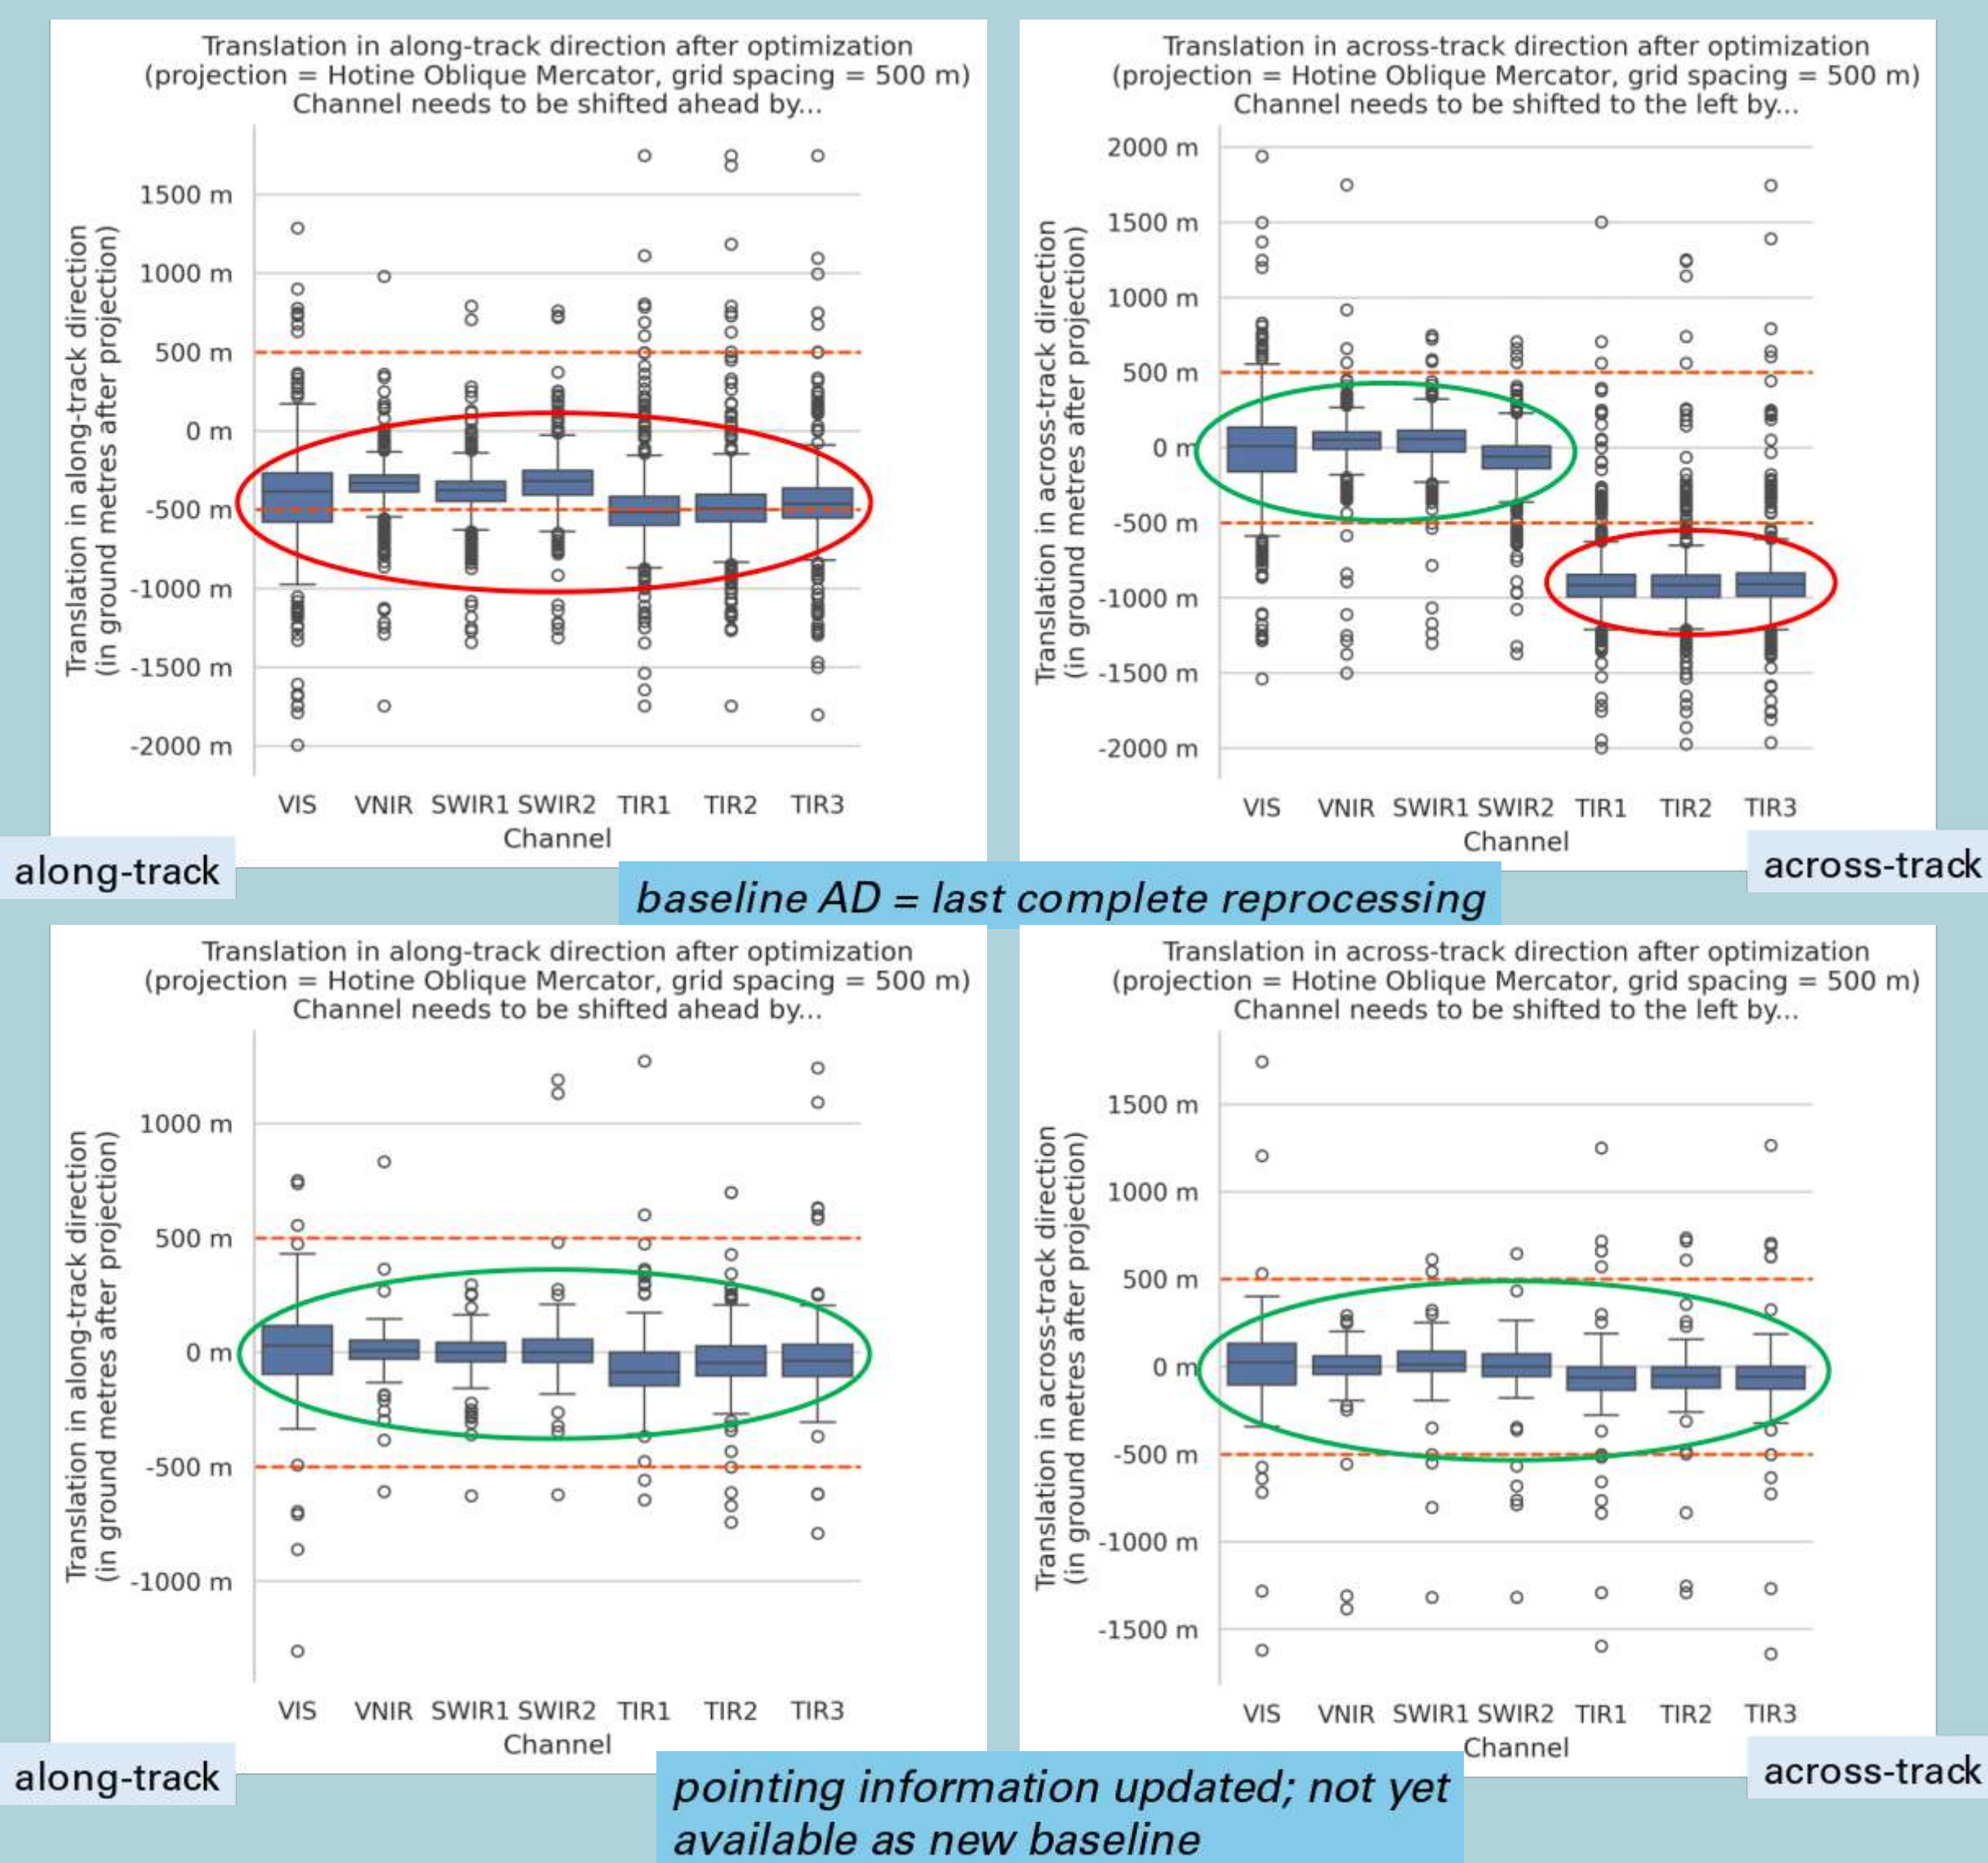 Translation in along-track direction after optimization
(projection = Hotine Oblique Mercator, grid spacing = 500 m)
Channel needs to be shifted ahead by...
Translation in along-track direction
(in ground metres after projection)
1500 m
1000 m
500 m
0 m
-500 m
-1000 m
-1500 m
-2000 m
VIS VNIR SWIR1 SWIR2 TIR1 TIR2 TIR3
Channel
along-track
Translation in across-track direction after optimization
(projection = Hotine Oblique Mercator, grid spacing = 500 m)
Channel needs to be shifted to the left by...
Translation in across-track direction
(in ground metres after projection)
2000 m
1500 m
1000 m
500 m
0 m
-500 m
-1000 m
-1500 m
-2000 m
VIS VNIR SWIR1 SWIR2 TIR1 TIR2 TIR3
Channel
across-track
baseline AD = last complete reprocessing
Translation in along-track direction after optimization
(projection = Hotine Oblique Mercator, grid spacing = 500 m)
Channel needs to be shifted ahead by...
Translation in along-track direction
(in ground metres after projection)
1000 m
500 m
0 m
-500 m
-1000 m
VIS VNIR SWIR1 SWIR2 TIR1 TIR2 TIR3
Channel
along-track
Translation in across-track direction after optimization
(projection = Hotine Oblique Mercator, grid spacing = 500 m)
Channel needs to be shifted to the left by...
Translation in across-track direction
(in ground metres after projection)
1500 m
1000 m
500 m
0 m
-500 m
-1000 m
-1500 m
VIS VNIR SWIR1 SWIR2 TIR1 TIR2 TIR3
Channel
across-track
pointing information updated; not yet
available as new baseline